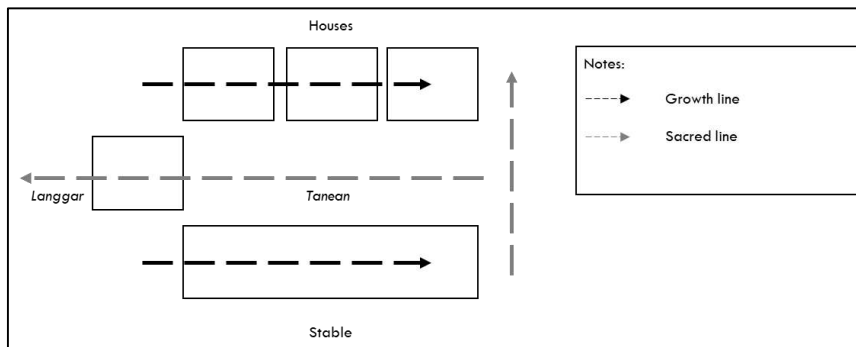 Houses
Notes:
Growth line
Sacred line
Langgar
Tanean
Stable